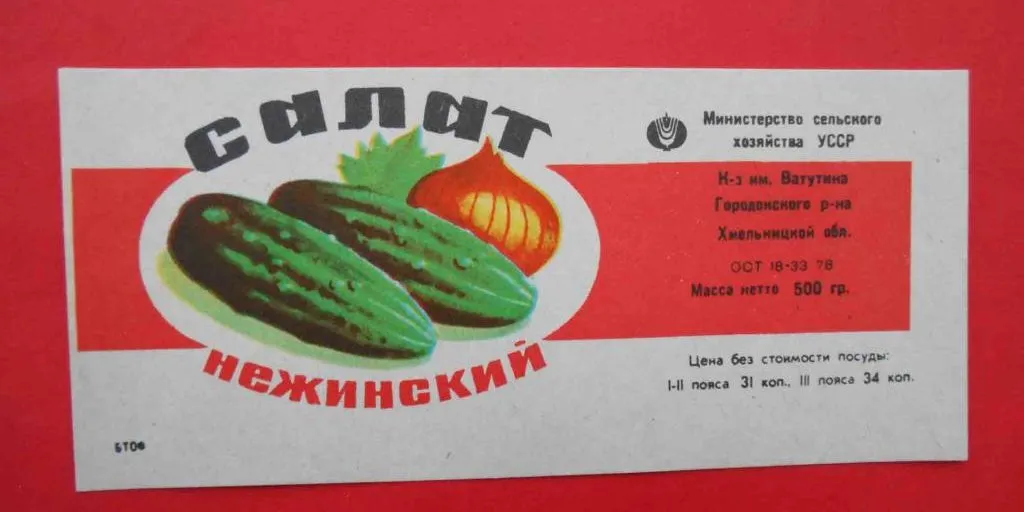 салат
нежинский
Министерство сельского
хозяйства УССР
К-з им. Ватутина
Городокского р-на
Хмельницкой обл.
ОСТ 18-33 78
Масса нетто 500 гр.
Цена без стоимости посуды:
I-II пояса 31 коп., III пояса 34 коп.
БТОФ